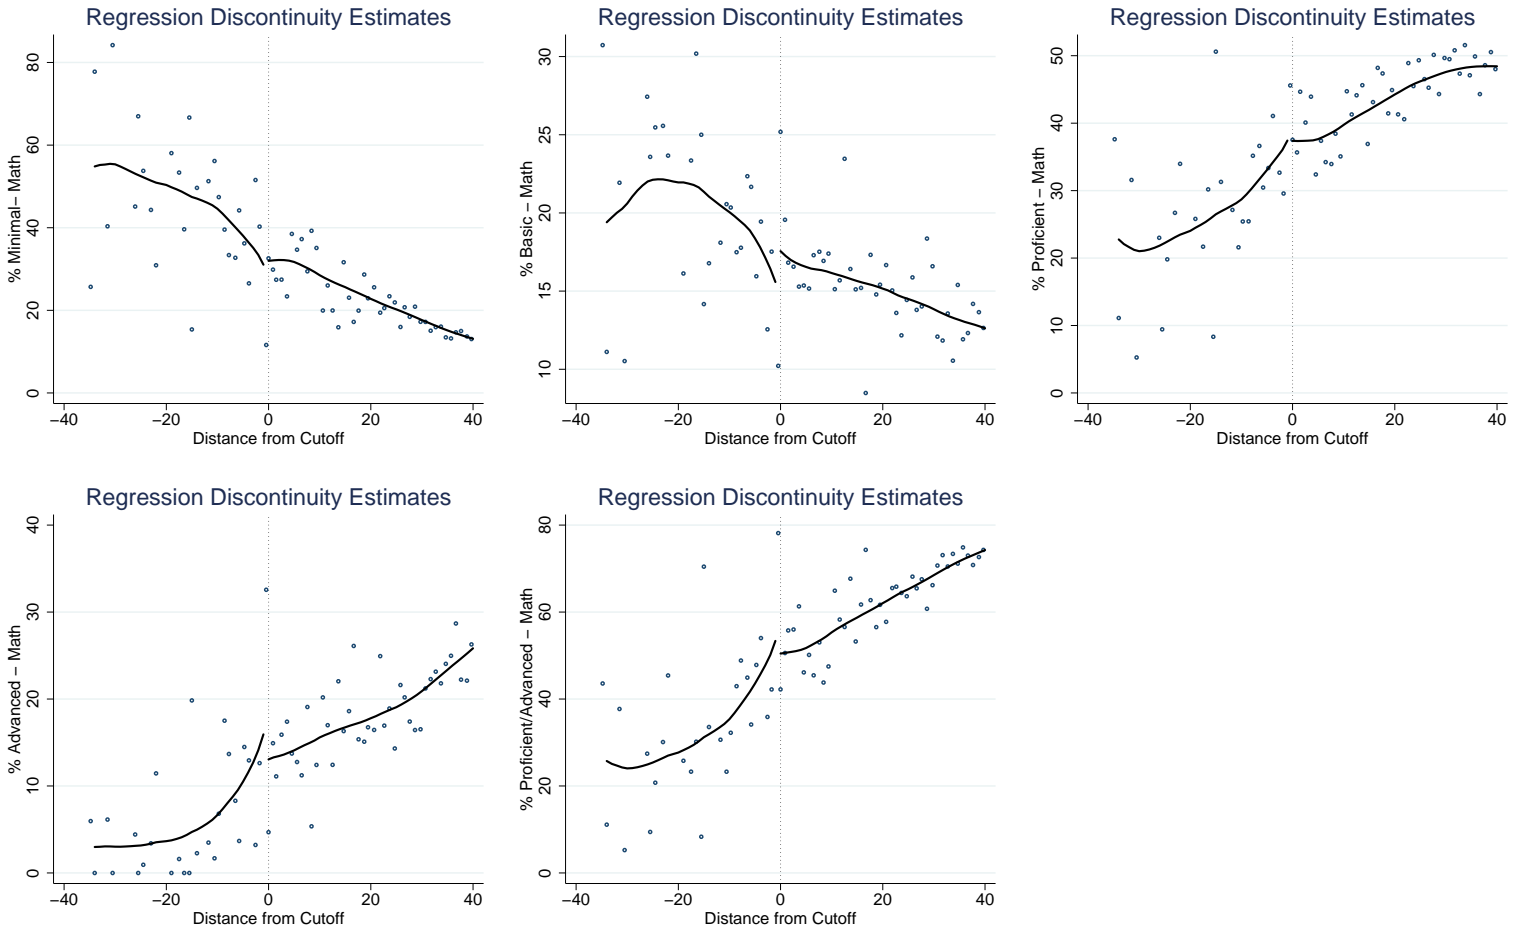 Regression Discontinuity Estimates
% Minimal− Math
0 20 40 60 80
−40 −20 0 20 40
Distance from Cutoff
Regression Discontinuity Estimates
% Basic − Math
10 15 20 25 30
−40 −20 0 20 40
Distance from Cutoff
Regression Discontinuity Estimates
% Proficient − Math
0 10 20 30 40 50
−40 −20 0 20 40
Distance from Cutoff
Regression Discontinuity Estimates
% Advanced − Math
0 10 20 30 40
−40 −20 0 20 40
Distance from Cutoff
Regression Discontinuity Estimates
% Proficient/Advanced − Math
0 20 40 60 80
−40 −20 0 20 40
Distance from Cutoff